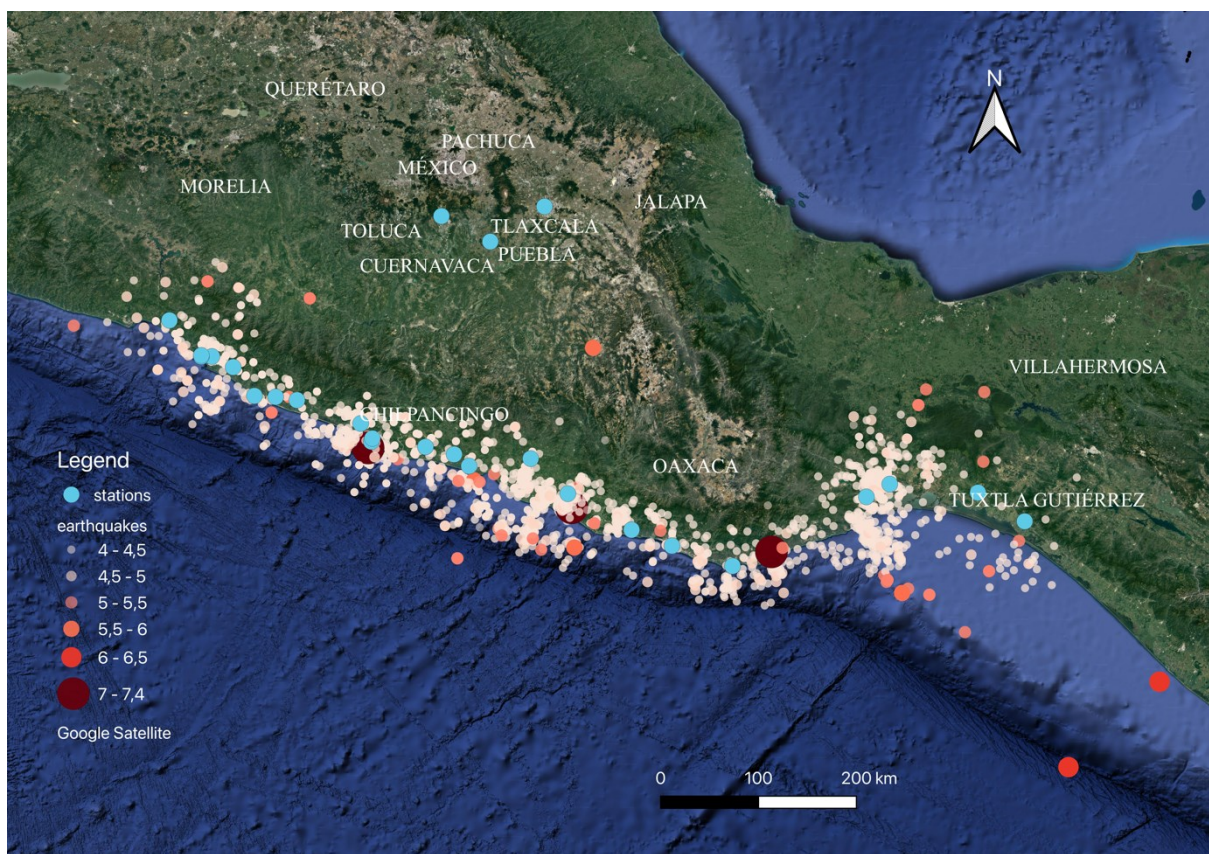 N
QUERÉTARO
PACHUCA
MÉXICO
MORELIA
JALAPA
TOLUCA
TLAXCALA
PUEBLA
CUERNAVACA
VILLAHERMOSA
CHILPANCINGO
OAXACA
TUXTLA GUTIÉRREZ
Legend
stations
earthquakes
4 - 4,5
4,5 - 5
5 - 5,5
5,5 - 6
6 - 6,5
7 - 7,4
Google Satellite
0 100 200 km